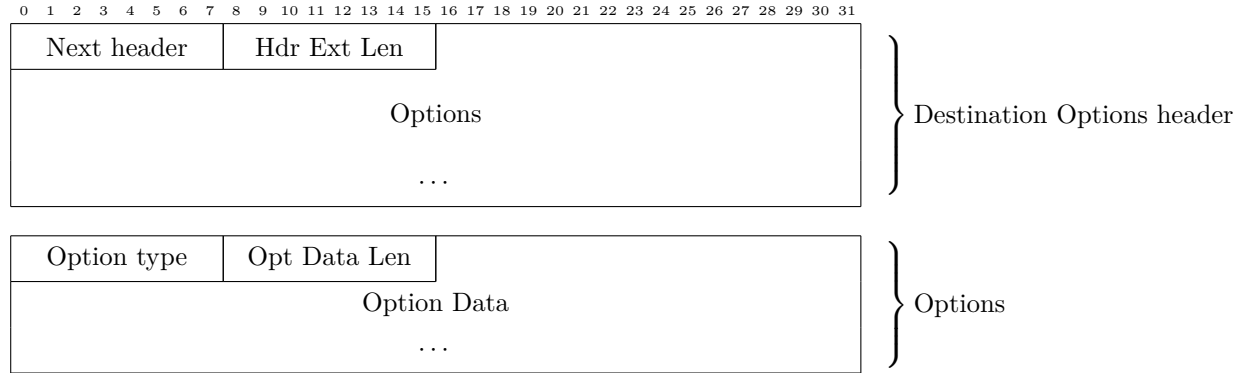 0 1 2 3 4 5 6 7 8 9 10 11 12 13 14 15 16 17 18 19 20 21 22 23 24 25 26 27 28 29 30 31
Next header Hdr Ext Len
Options
Destination Options header
...
Option type Opt Data Len
Option Data
Options
...